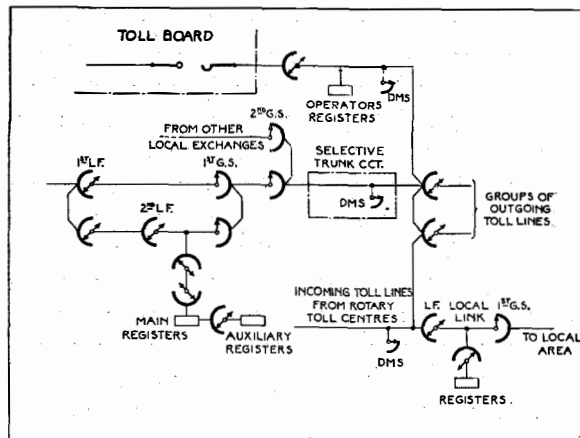 TOLL BOARD
OPERATORS
REGISTERS
DMS
FROM OTHER
LOCAL EXCHANGES
2ND G.S.
1ST L.F.
1ST G.S.
SELECTIVE
TRUNK CCT.
DMS
2ND L.F.
GROUPS OF
OUTGOING
TOLL LINES.
MAIN
REGISTERS
AUXILIARY
REGISTERS
INCOMING TOLL LINES
FROM ROTARY
TOLL CENTRES
DMS
L.F.
LOCAL
LINK
1ST G.S.
TO LOCAL
AREA
REGISTERS.